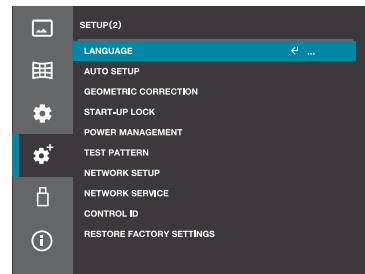 SETUP(2)
LANGUAGE ...
AUTO SETUP
GEOMETRIC CORRECTION
START-UP LOCK
POWER MANAGEMENT
TEST PATTERN
NETWORK SETUP
NETWORK SERVICE
CONTROL ID
RESTORE FACTORY SETTINGS